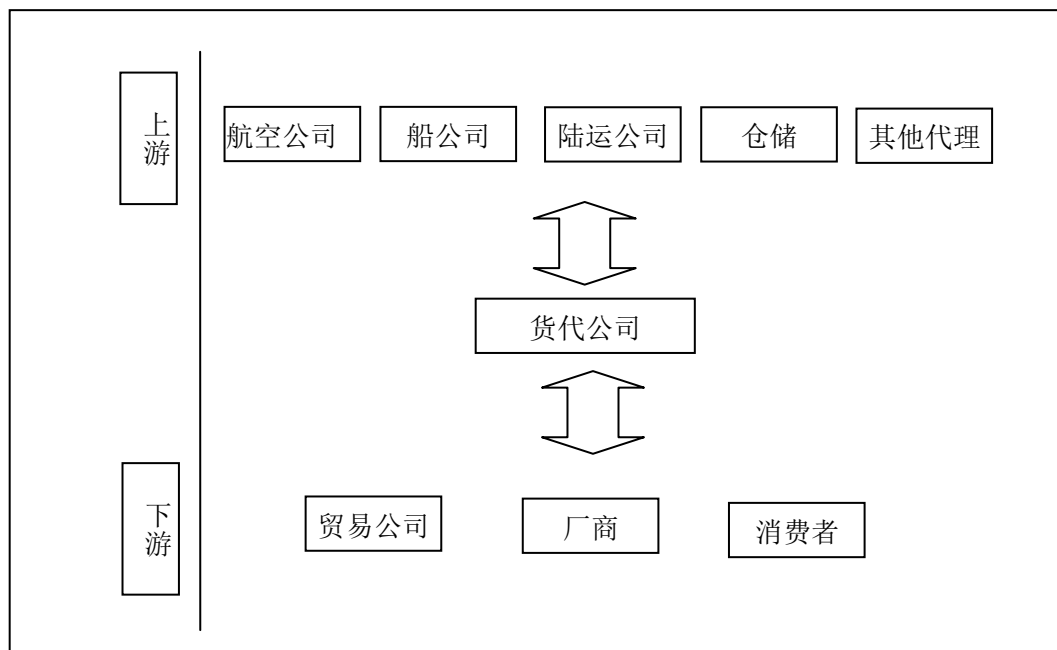 上游
航空公司
船公司
陆运公司
仓储
其他代理
货代公司
下游
贸易公司
厂商
消费者